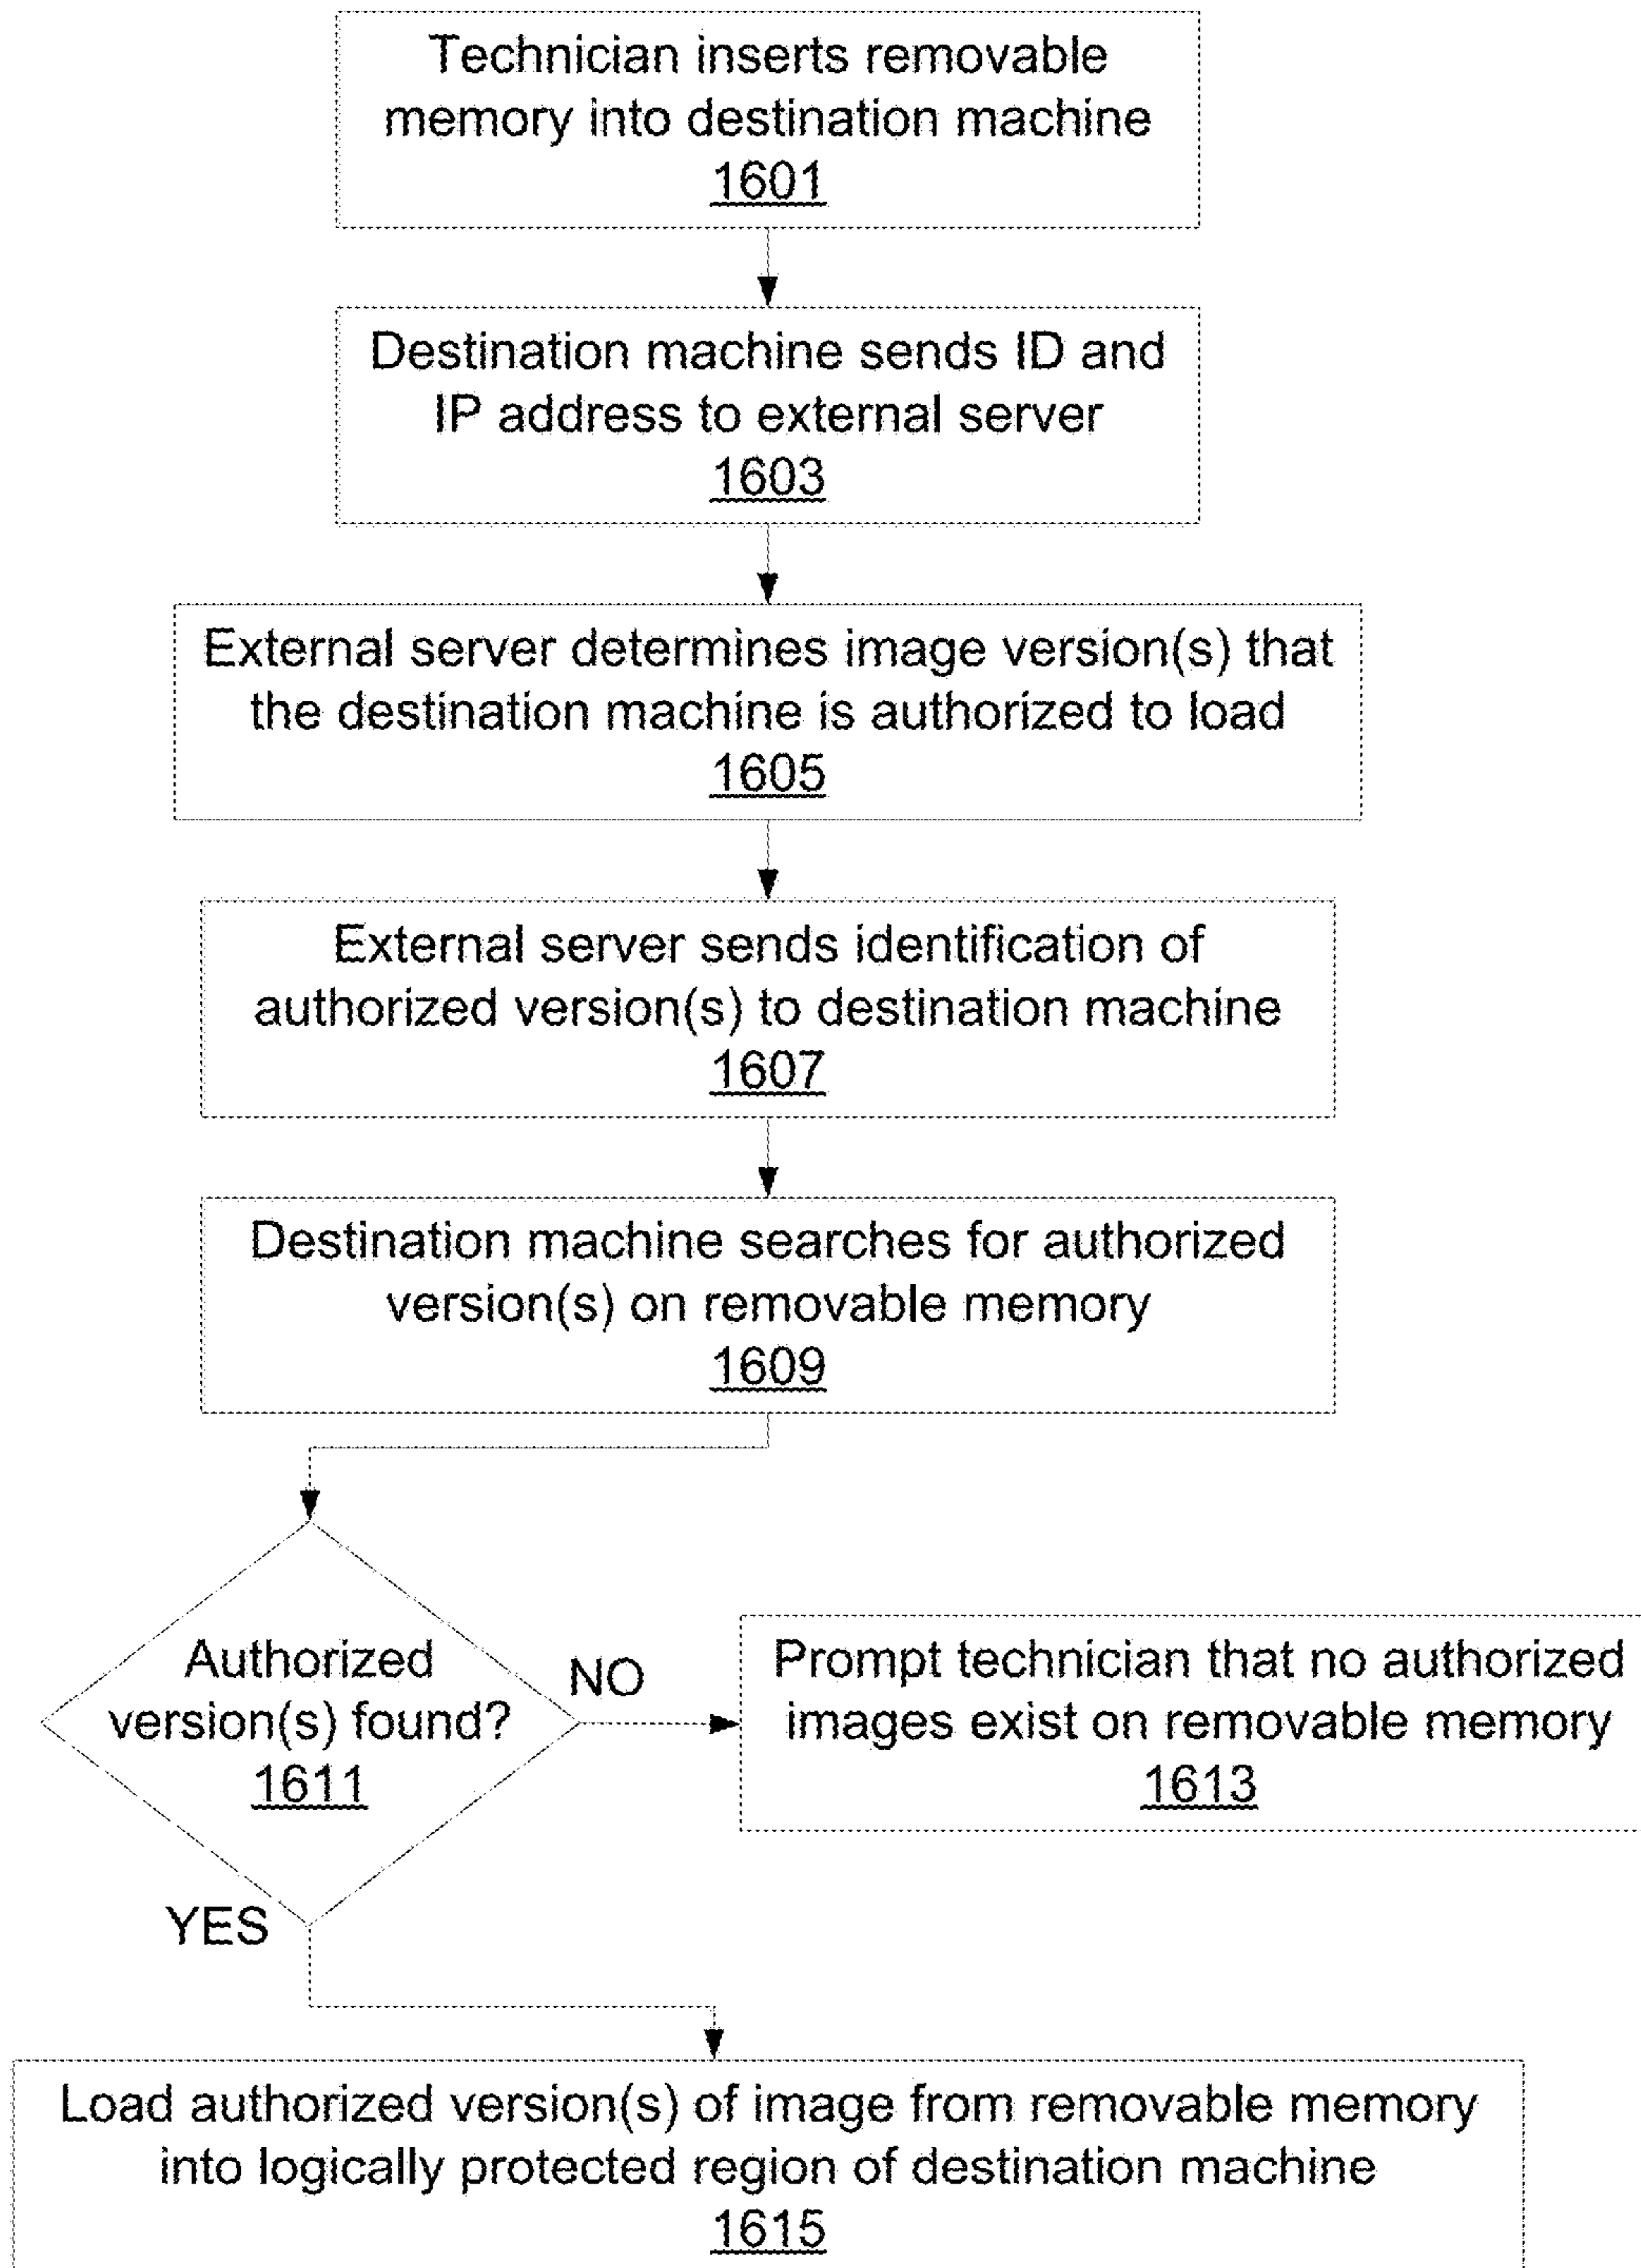 Technician inserts removable
memory into destination machine
1601
Destination machine sends ID and
IP address to external server
1603
External server determines image version(s) that
the destination machine is authorized to load
1605
External server sends identification of
authorized version(s) to destination machine
1607
Destination machine searches for authorized
version(s) on removable memory
1609
Authorized
version(s) found?
1611
NO
Prompt technician that no authorized
images exist on removable memory
1613
YES
Load authorized version(s) of image from removable memory
into logically protected region of destination machine
1615